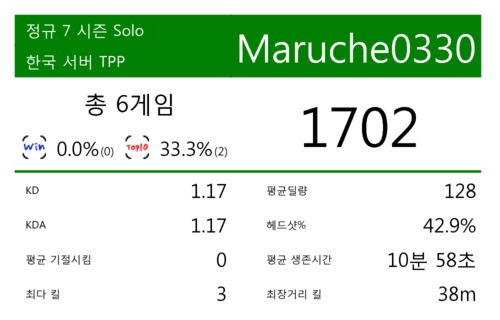 정규 7 시즌 Solo
한국 서버 TPP
Maruche0330
총 6게임
Win 0.0%(0) Top10 33.3%(2)
1702
KD 1.17
평균딜량 128
KDA 1.17
헤드샷% 42.9%
평균 기절시킴 0
평균 생존시간 10분 58초
최다 킬 3
최장거리 킬 38m